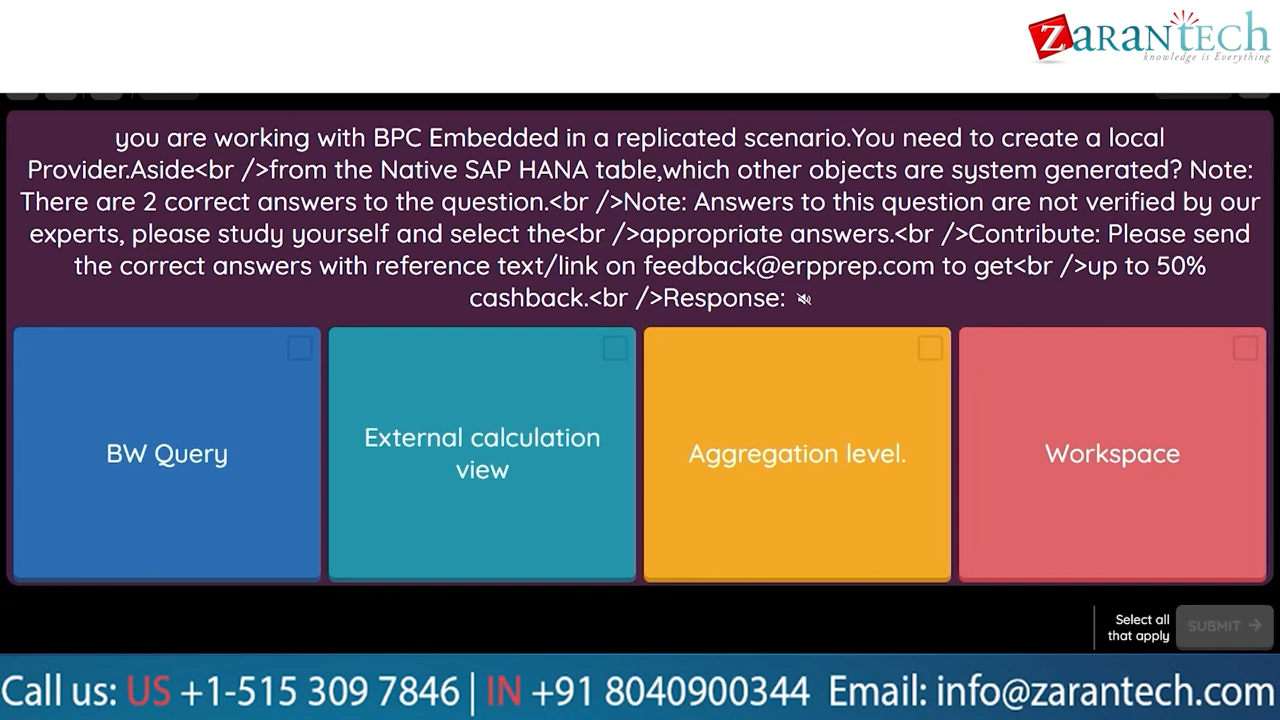 ZARANTECH
knowledge is Everything
you are working with BPC Embedded in a replicated scenario.You need to create a local
Provider.Aside<br />from the Native SAP HANA table,which other objects are system generated? Note:
There are 2 correct answers to the question.<br />Note: Answers to this question are not verified by our
experts, please study yourself and select the<br />appropriate answers.<br />Contribute: Please send
the correct answers with reference text/link on feedback@erpprep.com to get<br />up to 50%
cashback.<br />Response:
BW Query
External calculation
view
Aggregation level.
Workspace
Select all
that apply
SUBMIT
Call us: US +1-515 309 7846 | IN +91 8040900344 Email: info@zarantech.com